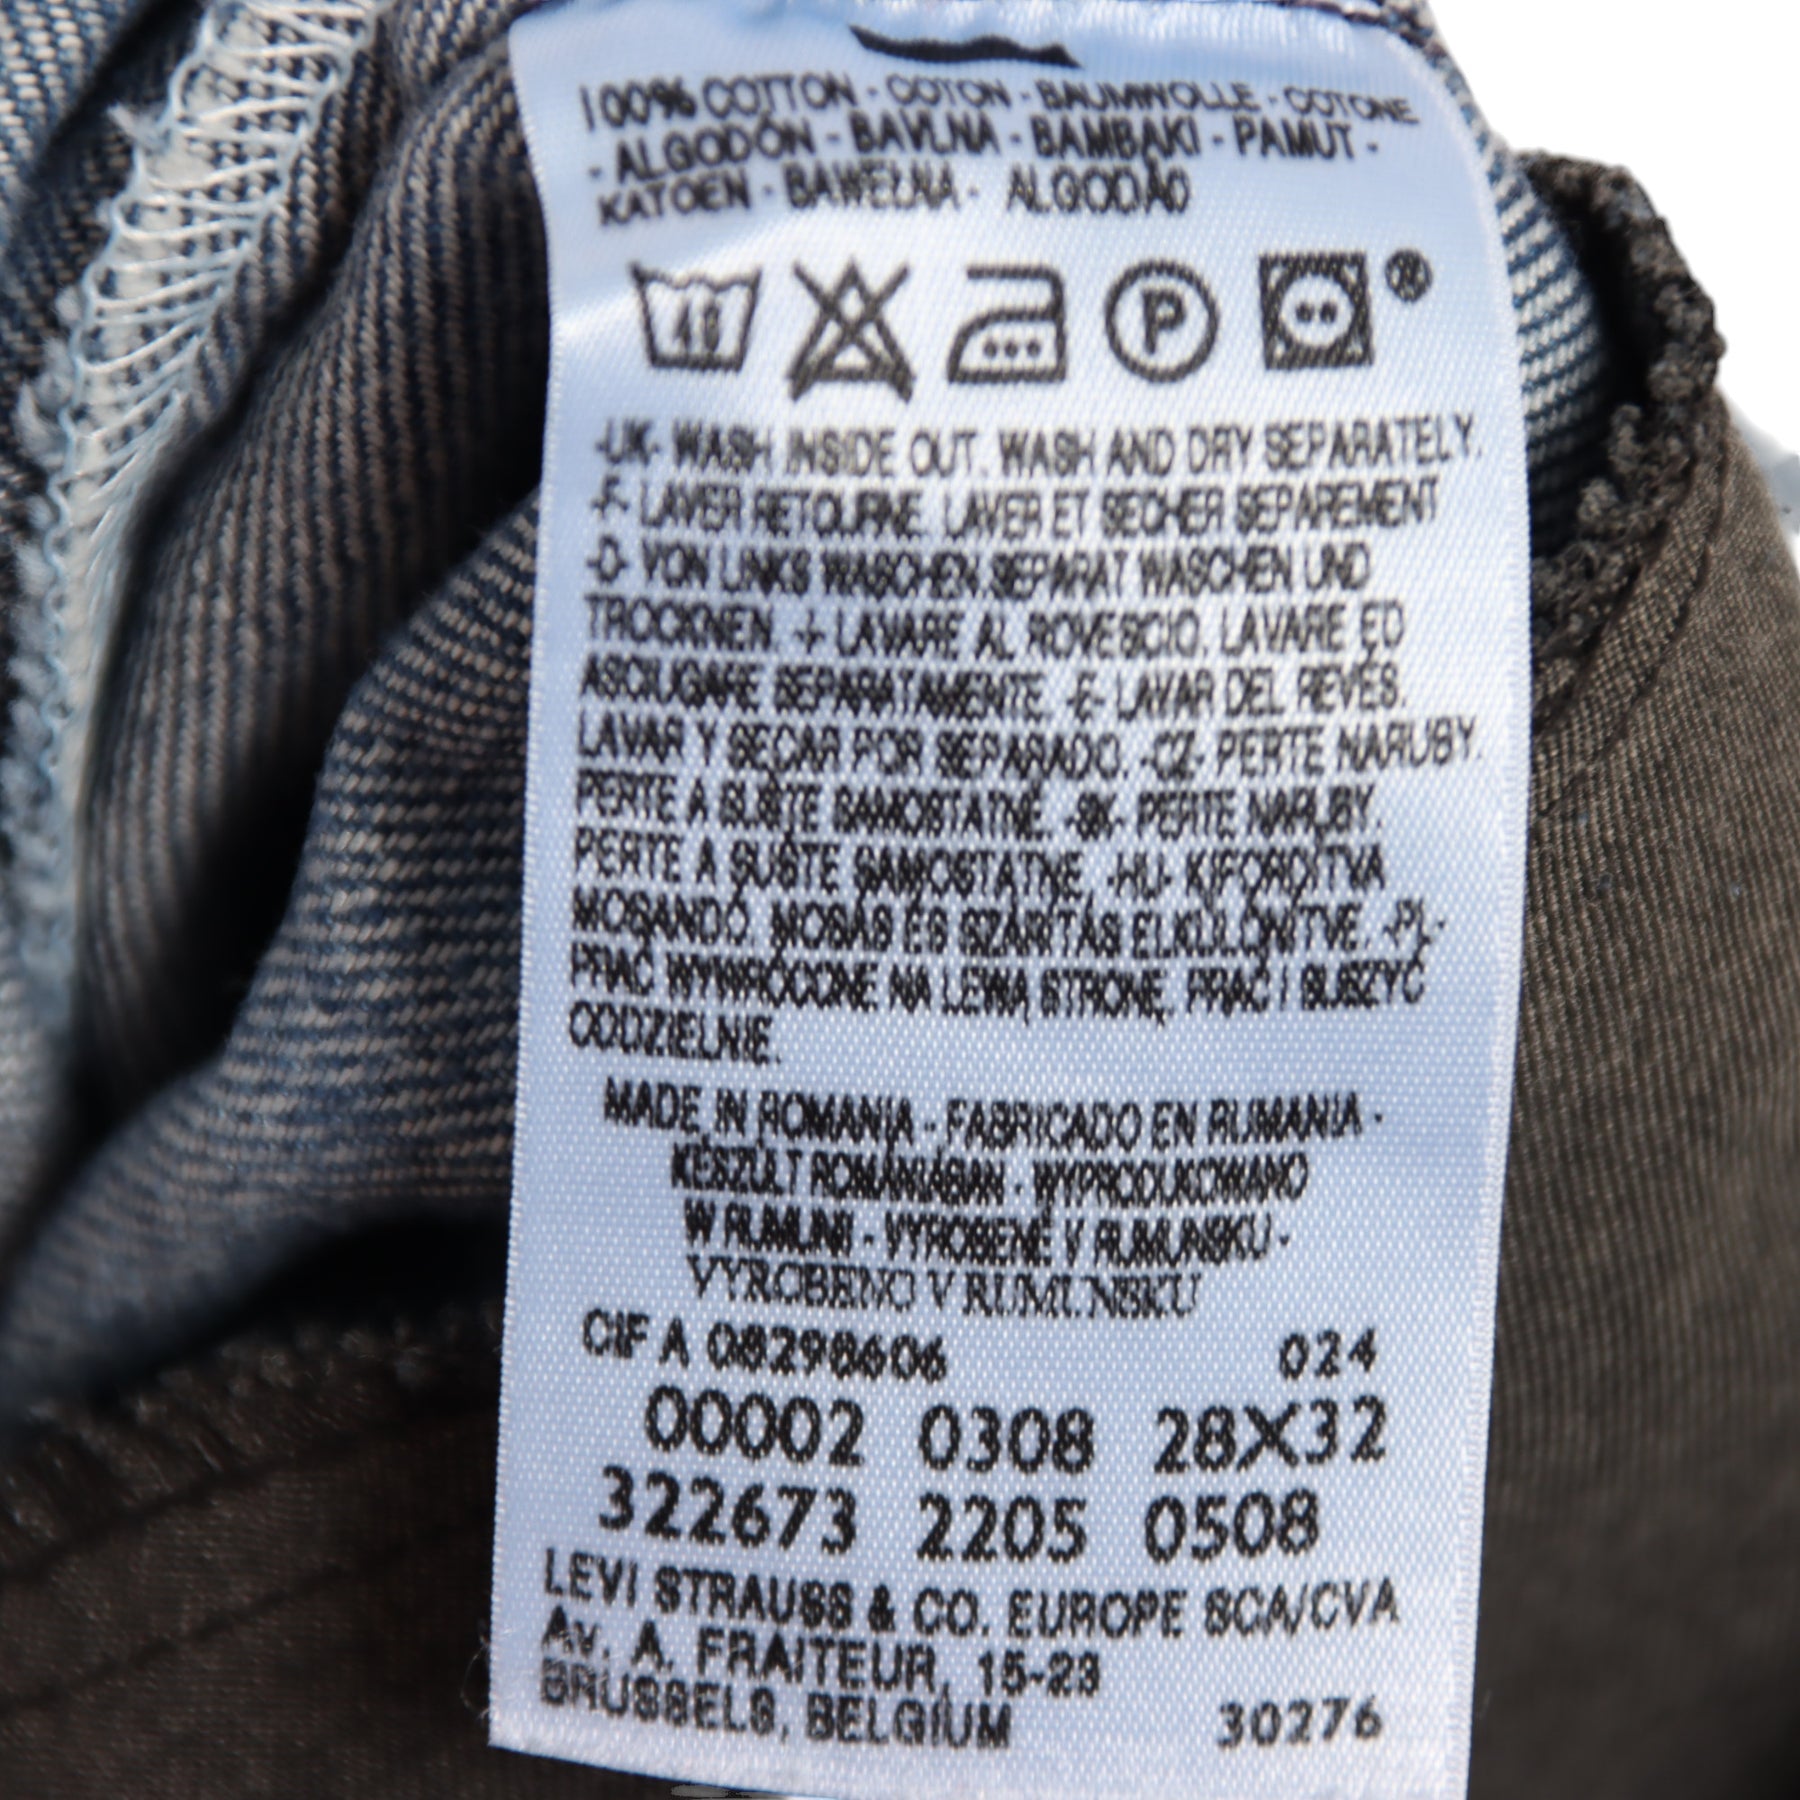 100% COTTON - COTON - BAUMWOLLE - COTONE
- ALGODÓN - BAVLNA - BAMBAKI - PAMUT -
KATOEN - BAWEŁNA - ALGODÃO
40
P
®
-UK- WASH INSIDE OUT. WASH AND DRY SEPARATELY.
-F- LAVER RETOURNE. LAVER ET SECHER SEPAREMENT
-D- VON LINKS WASCHEN. SEPARAT WASCHEN UND
TROCKNEN. -I- LAVARE AL ROVESCIO. LAVARE ED
ASCIUGARE SEPARATAMENTE. -E- LAVAR DEL REVÉS.
LAVAR Y SECAR POR SEPARADO. -CZ- PERTE NARUBY.
PERTE A SUSTE SAMOSTATNE. -SK- PERTE NARUBY.
PERTE A SUŠTE SAMOSTATNE. -HU- KIFORDÍTVA
MOSANDÓ. MOSÁS ÉS SZÁRÍTÁS ELKÜLÖNÍTVE. -PL-
PRAĆ WYWRÓCONE NA LEWĄ STRONĘ, PRAĆ I SUSZYĆ
ODDZIELNIE.
MADE IN ROMANIA - FABRICADO EN RUMANIA -
KESZÜLT ROMÁNIÁBAN - WYPRODUKOWANO
W RUMUNI - VYROBENÉ V RUMUNSKU -
VYROBENO V RUMUNSKU
CIF A 08298606 024
00002 0308 28X32
322673 2205 0508
LEVI STRAUSS & CO. EUROPE SCA/CVA
AV. A. FRAITEUR, 15-23
BRUSSELS, BELGIUM 30276